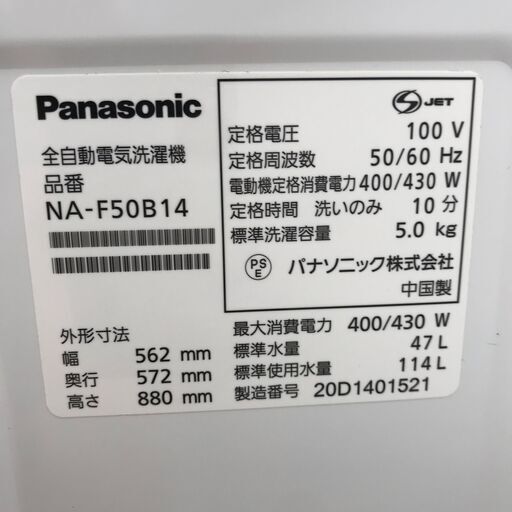 Panasonic
全自動電気洗濯機
品番
NA-F50B14
外形寸法
幅 562 mm
奥行 572 mm
高さ 880 mm
S JET
定格電圧 100 V
定格周波数 50/60 Hz
電動機定格消費電力 400/430 W
定格時間 洗いのみ 10 分
標準洗濯容量 5.0 kg
PS E パナソニック株式会社
中国製
最大消費電力 400/430 W
標準水量 47 L
標準使用水量 114 L
製造番号 20D1401521